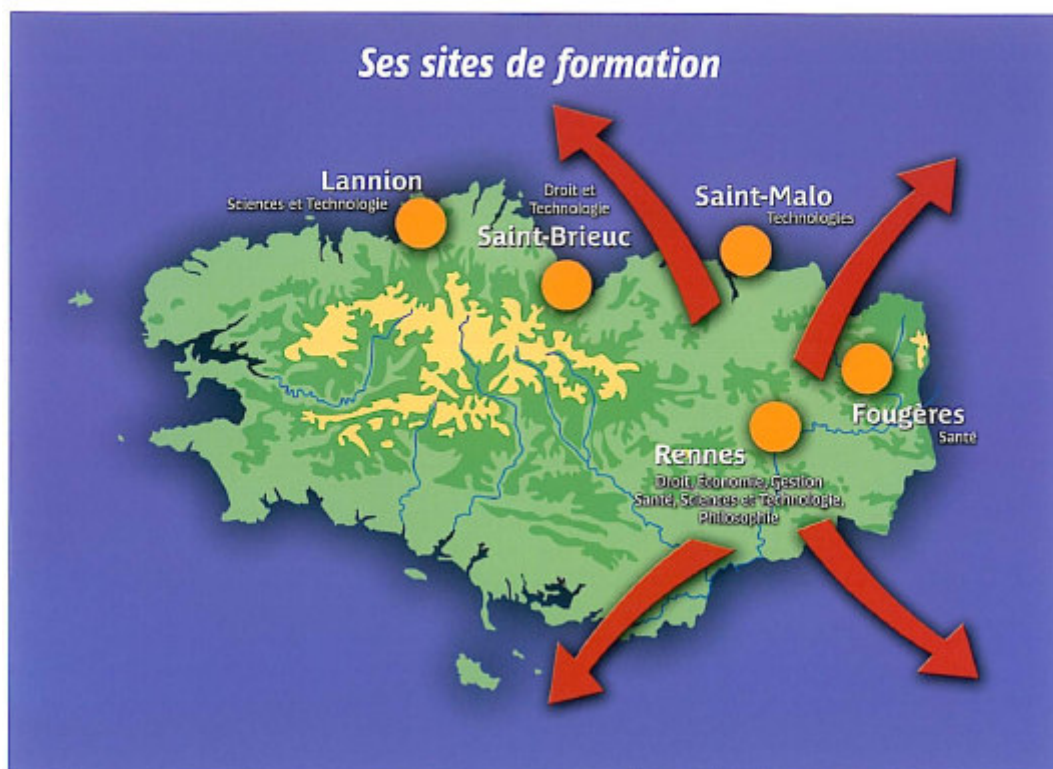 Ses sites de formation
Lannion
Sciences et Technologie
Droit et
Technologie
Saint-Brieuc
Saint-Malo
Technologies
Fougères
Santé
Rennes
Droit, Économie, Gestion
Santé, Sciences et Technologie,
Philosophie